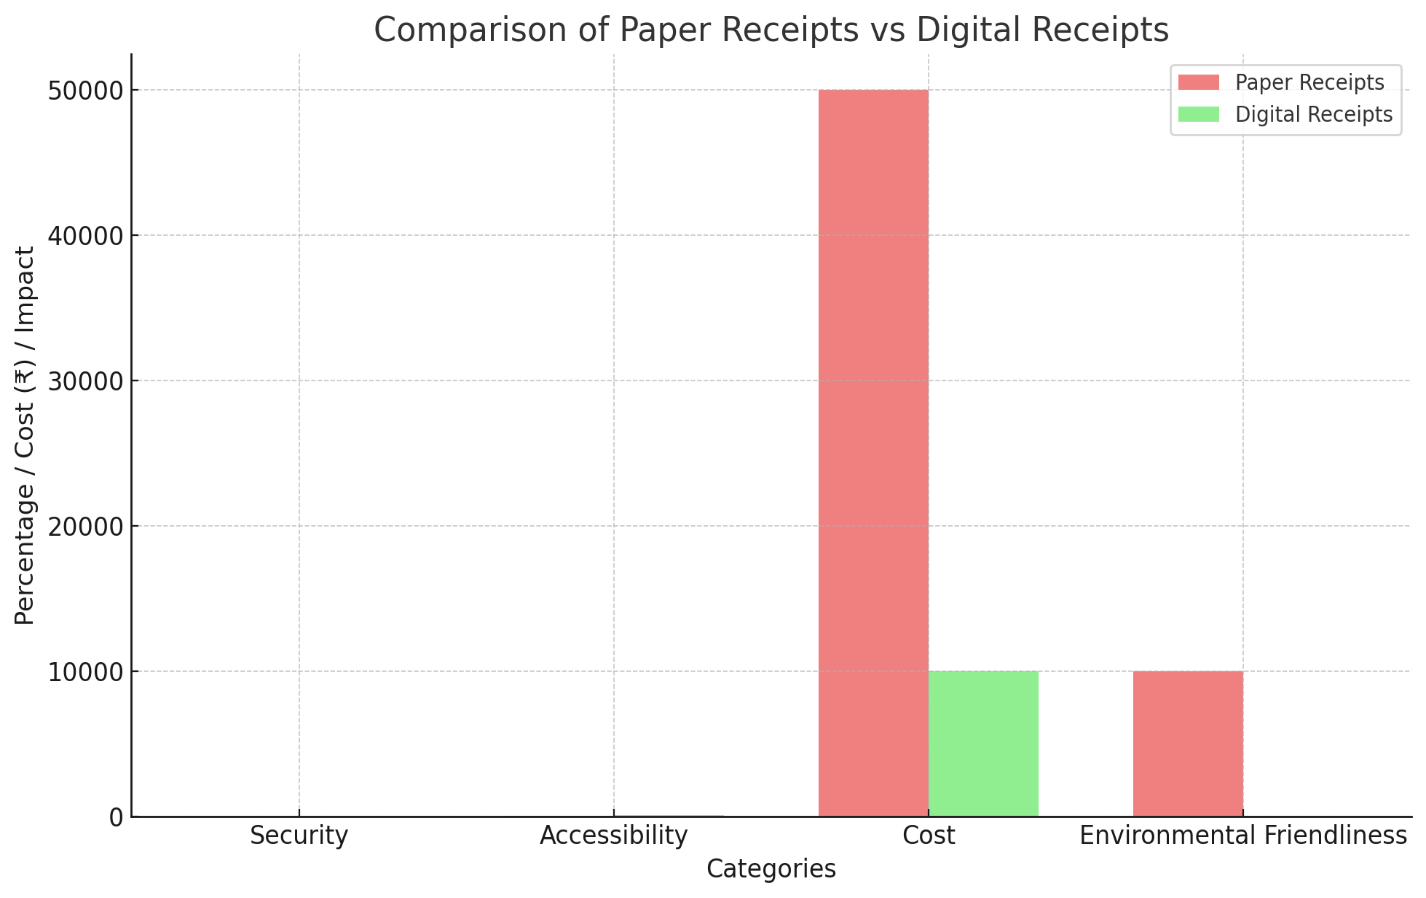 Comparison of Paper Receipts vs Digital Receipts
Paper Receipts
Digital Receipts
Percentage / Cost (₹) / Impact
50000
40000
30000
20000
10000
0
Security
Accessibility
Cost
Environmental Friendliness
Categories